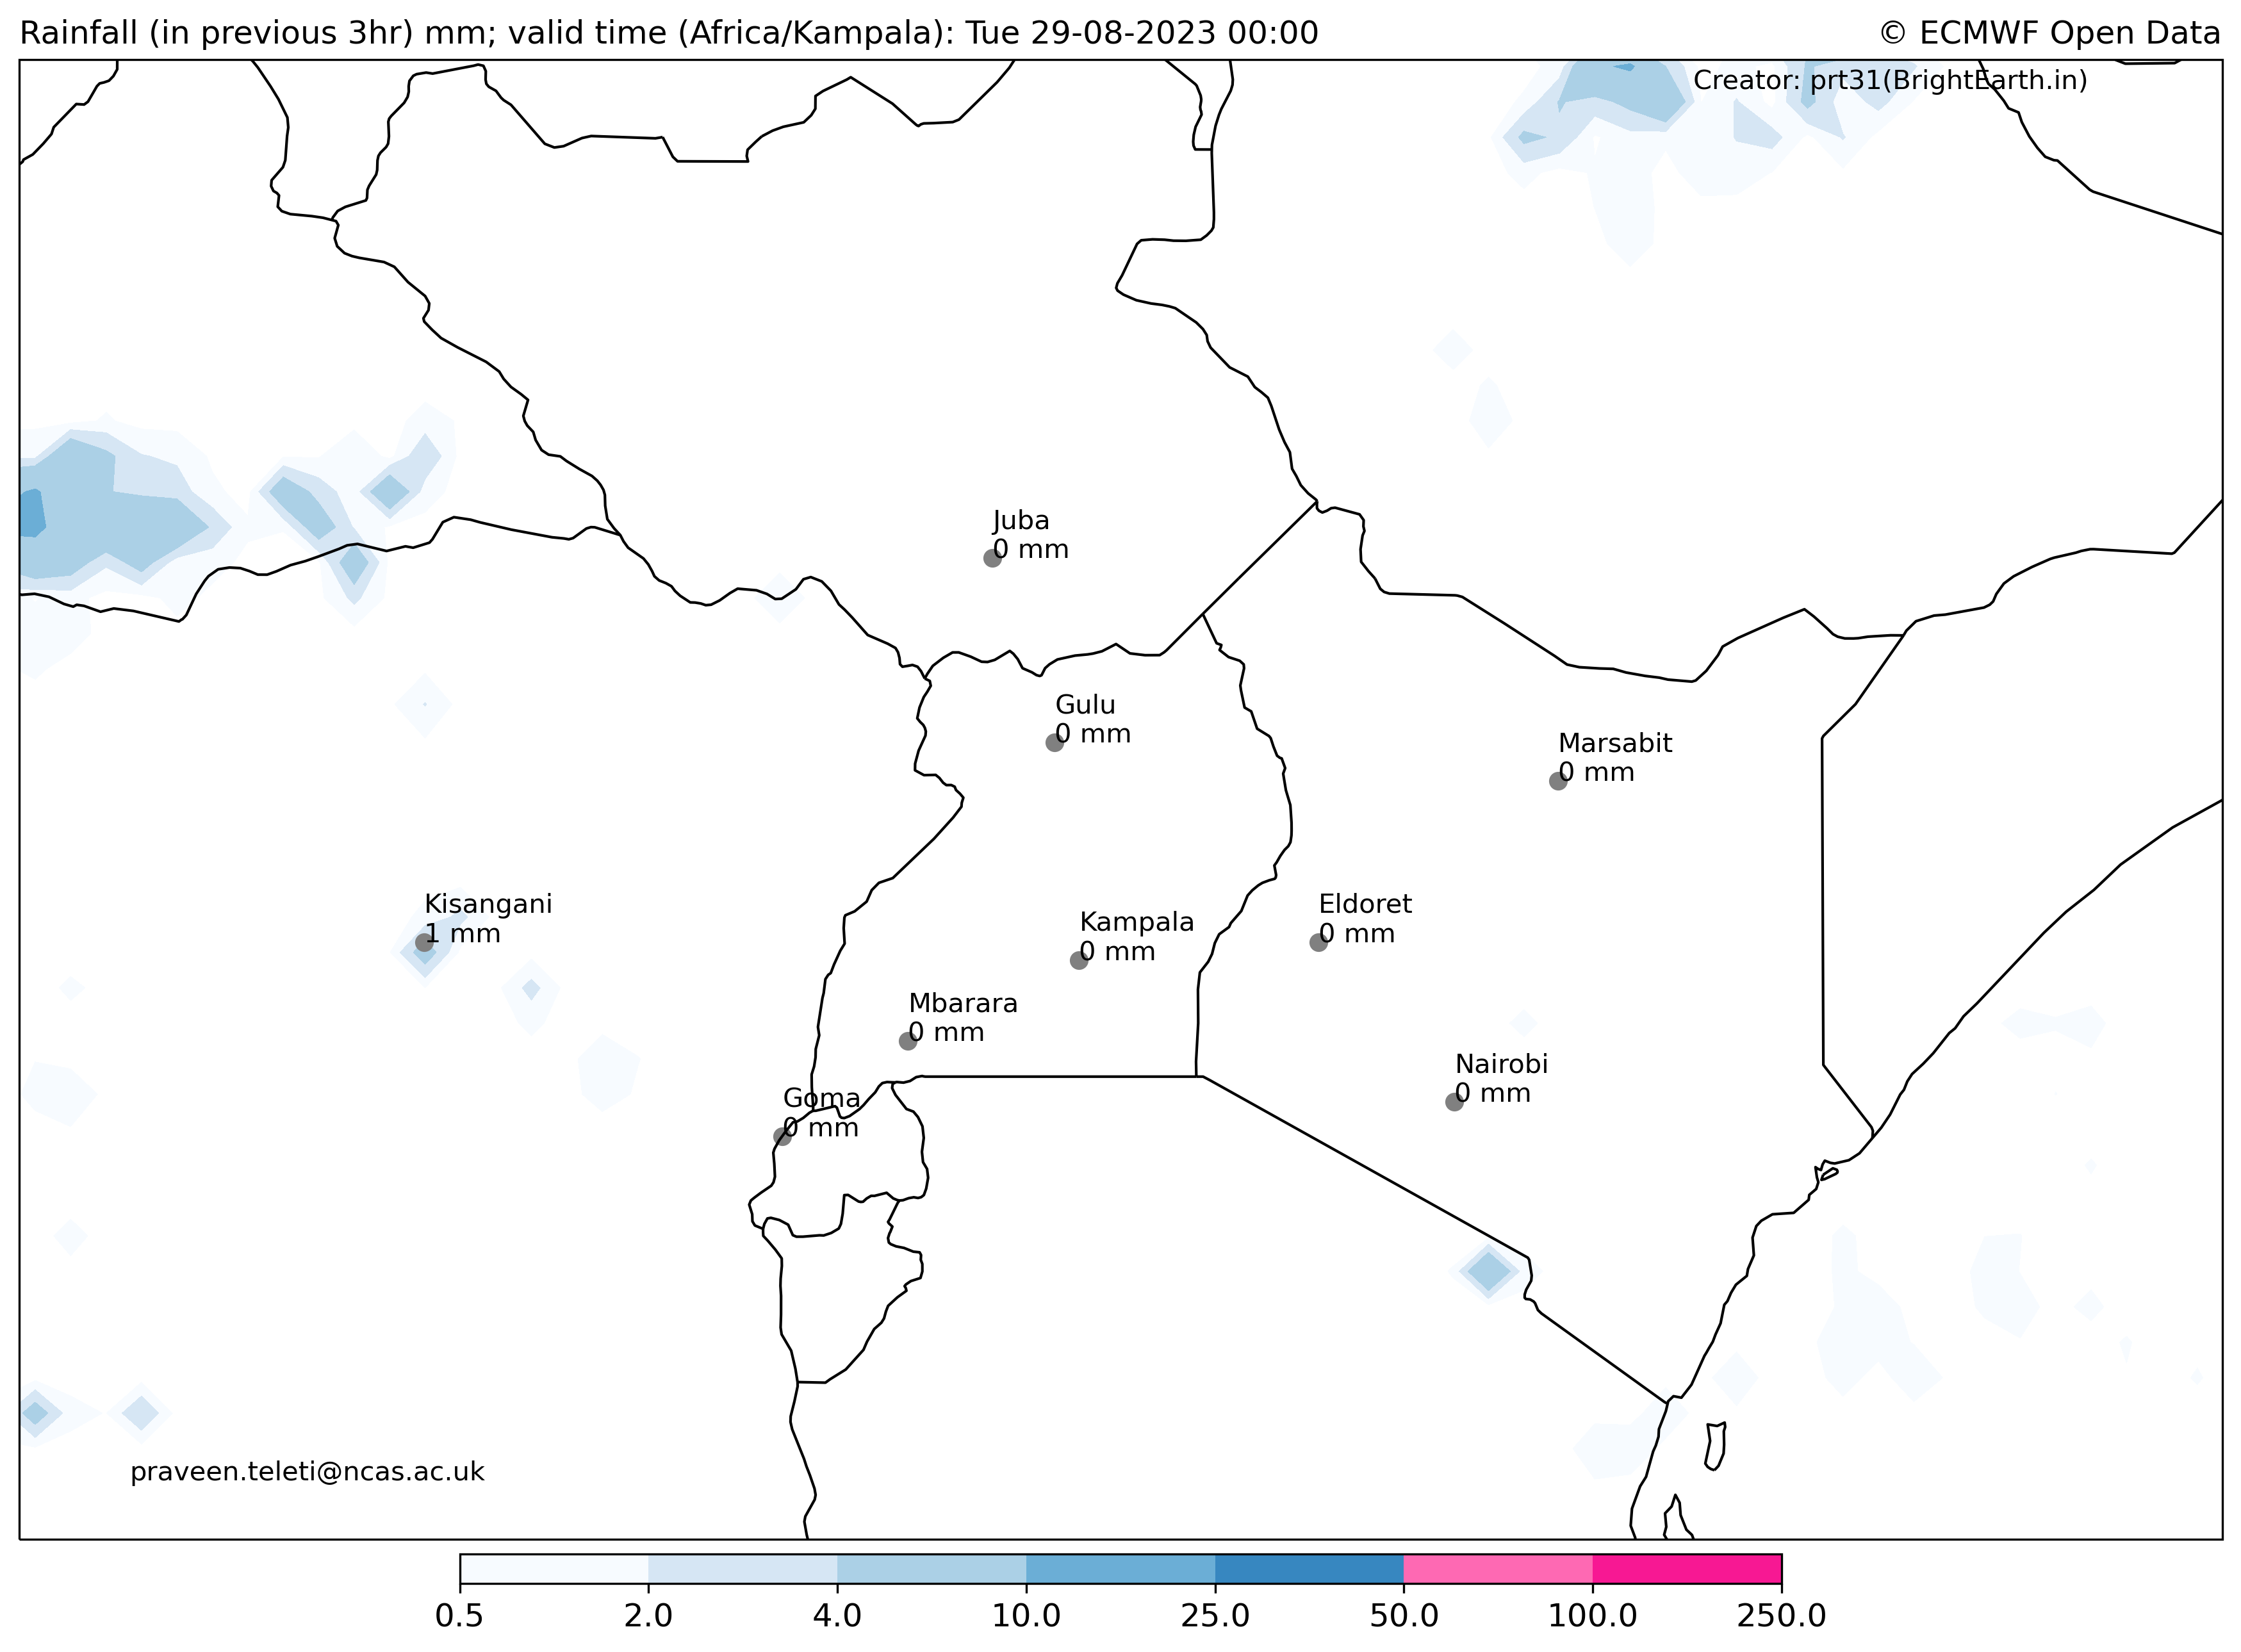 Rainfall (in previous 3hr) mm; valid time (Africa/Kampala): Tue 29-08-2023 00:00
© ECMWF Open Data
Creator: prt31(BrightEarth.in)
Juba
0 mm
Gulu
0 mm
Marsabit
0 mm
Kisangani
1 mm
Kampala
0 mm
Eldoret
0 mm
Mbarara
0 mm
Nairobi
0 mm
Goma
0 mm
praveen.teleti@ncas.ac.uk
0.5 2.0 4.0 10.0 25.0 50.0 100.0 250.0